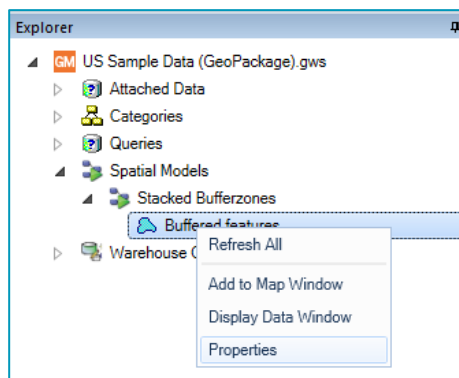 Explorer
GM US Sample Data (GeoPackage).gws
Attached Data
Categories
Queries
Spatial Models
Stacked Bufferzones
Buffered features
Refresh All
Warehouse
Add to Map Window
Display Data Window
Properties